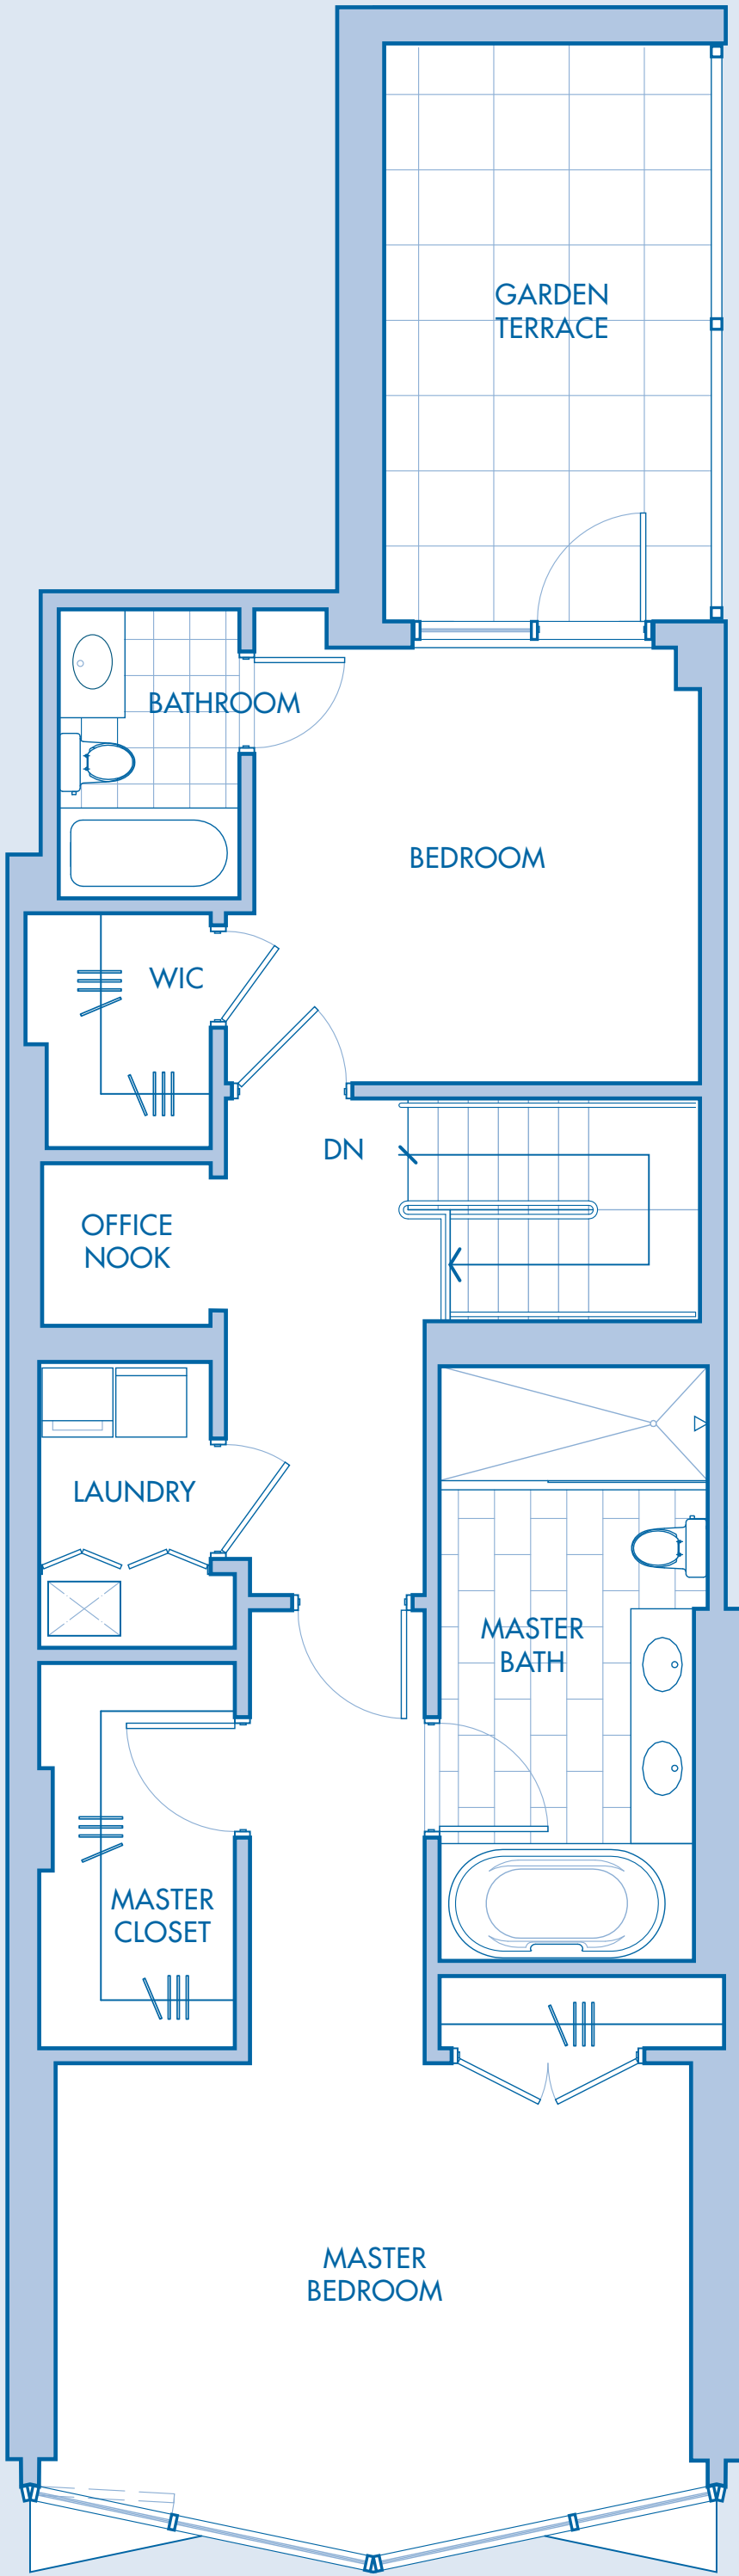 GARDEN
TERRACE
BATHROOM
BEDROOM
WIC
DN
OFFICE
NOOK
LAUNDRY
MASTER
BATH
MASTER
CLOSET
MASTER
BEDROOM